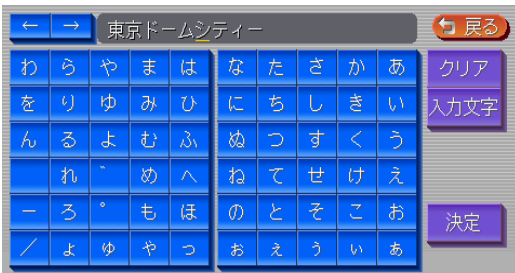 ← → 東京ドームシティー 戻る
わ ら や ま は な た さ か あ クリア
を り ゆ み ひ に ち し き い 入力文字
ん る よ む ふ ぬ つ す く う
れ ゛ め へ ね て せ け え
ー ろ ゜ も ほ の と そ こ お 決定
／ ょ ゅ ゃ っ ぉ ぇ ぅ ぃ ぁ